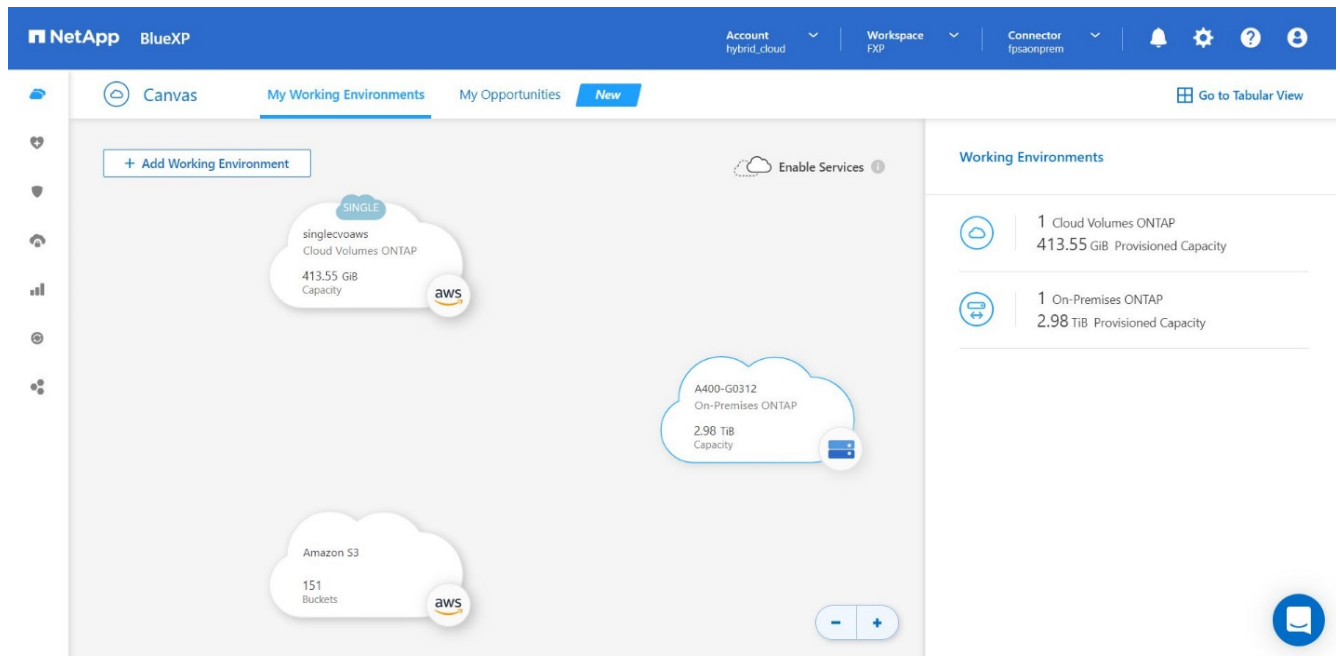 NetApp BlueXP
Account
hybrid_cloud
Workspace
FXP
Connector
fpsaonprem
Canvas
My Working Environments
My Opportunities
New
Go to Tabular View
+ Add Working Environment
Enable Services
SINGLE
singlecvoaws
Cloud Volumes ONTAP
413.55 GiB
Capacity
aws
A400-G0312
On-Premises ONTAP
2.98 TiB
Capacity
Amazon S3
151
Buckets
aws
Working Environments
1 Cloud Volumes ONTAP
413.55 GiB Provisioned Capacity
1 On-Premises ONTAP
2.98 TiB Provisioned Capacity